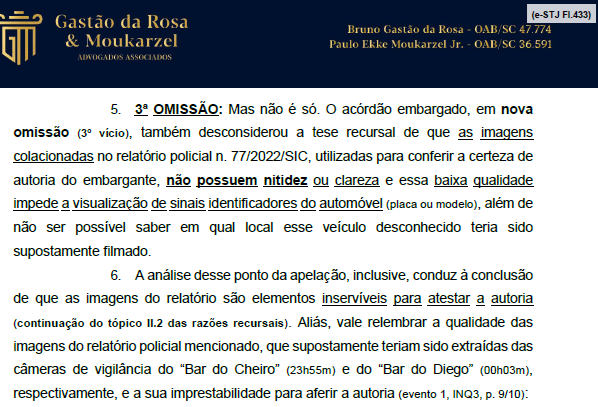 (e-STJ Fl.433)
Gastão da Rosa
& Moukarzel
ADVOGADOS ASSOCIADOS
Bruno Gastão da Rosa - OAB/SC 47.774
Paulo Ekke Moukarzel Jr. - OAB/SC 36.591
5. 3ª OMISSÃO: Mas não é só. O acórdão embargado, em nova
omissão (3º vício), também desconsiderou a tese recursal de que as imagens
colacionadas no relatório policial n. 77/2022/SIC, utilizadas para conferir a certeza de
autoria do embargante, não possuem nitidez ou clareza e essa baixa qualidade
impede a visualização de sinais identificadores do automóvel (placa ou modelo), além de
não ser possível saber em qual local esse veículo desconhecido teria sido
supostamente filmado.
6. A análise desse ponto da apelação, inclusive, conduz à conclusão
de que as imagens do relatório são elementos inservíveis para atestar a autoria
(continuação do tópico II.2 das razões recursais). Aliás, vale relembrar a qualidade das
imagens do relatório policial mencionado, que supostamente teriam sido extraídas das
câmeras de vigilância do “Bar do Cheiro” (23h55m) e do “Bar do Diego” (00h03m),
respectivamente, e a sua imprestabilidade para aferir a autoria (evento 1, INQ3, p. 9/10):